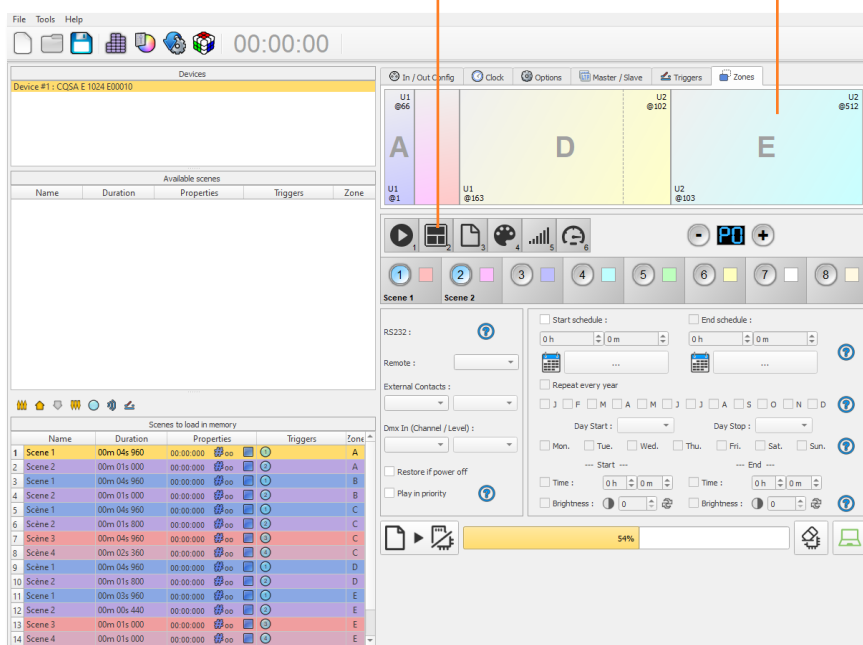 File Tools Help
00:00:00
Devices
Device #1 : CQSA E 1024 E00010
Available scenes
Name Duration Properties Triggers Zone
Scenes to load in memory
Name Duration Properties Triggers Zone
1 Scene 1 00m 04s 960 00:00:000 A
2 Scene 2 00m 01s 000 00:00:000 A
3 Scene 1 00m 04s 960 00:00:000 B
4 Scene 2 00m 01s 000 00:00:000 B
5 Scène 1 00m 04s 960 00:00:000 C
6 Scène 2 00m 01s 800 00:00:000 C
7 Scène 3 00m 04s 960 00:00:000 C
8 Scène 4 00m 02s 360 00:00:000 C
9 Scène 1 00m 04s 960 00:00:000 D
10 Scène 2 00m 01s 800 00:00:000 D
11 Scene 1 00m 03s 960 00:00:000 E
12 Scene 2 00m 00s 440 00:00:000 E
13 Scene 3 00m 01s 000 00:00:000 E
14 Scene 4 00m 01s 000 00:00:000 E
In / Out Config Clock Options Master / Slave Triggers Zones
U1 U2 U2
@66 @102 @512
A D E
U1 U1 U2
@1 @163 @103
1 2 3 4 5 6
P0
1 2 3 4 5 6 7 8
Scene 1 Scene 2
RS232 :
Remote :
External Contacts :
Dmx In (Channel / Level) :
Restore if power off
Play in priority
Start schedule : End schedule :
0 h 0 m 0 h 0 m
... ...
Repeat every year
J F M A M J J A S O N D
Day Start : Day Stop :
Mon. Tue. Wed. Thu. Fri. Sat. Sun.
--- Start --- --- End ---
Time : 0 h 0 m Time : 0 h 0 m
Brightness : 0 Brightness : 0
54%